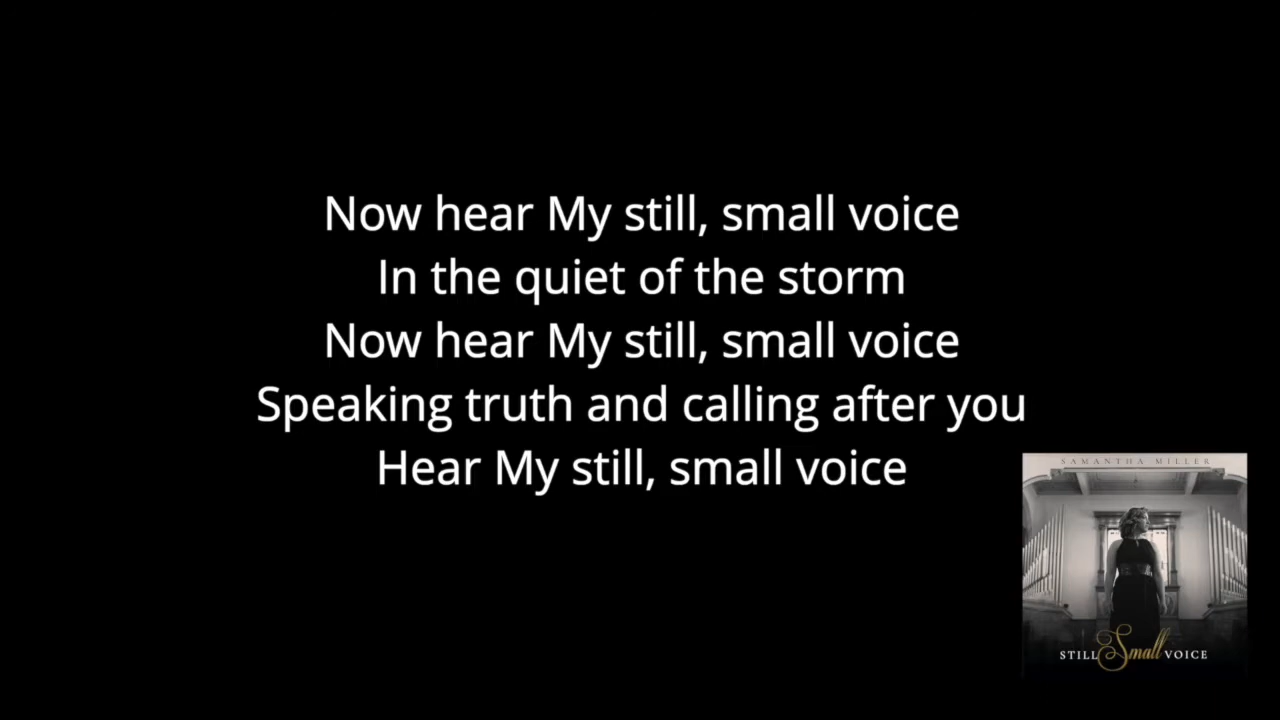 Now hear My still, small voice
In the quiet of the storm
Now hear My still, small voice
Speaking truth and calling after you
Hear My still, small voice
SAMANTHA MILLER
STILL Small VOICE